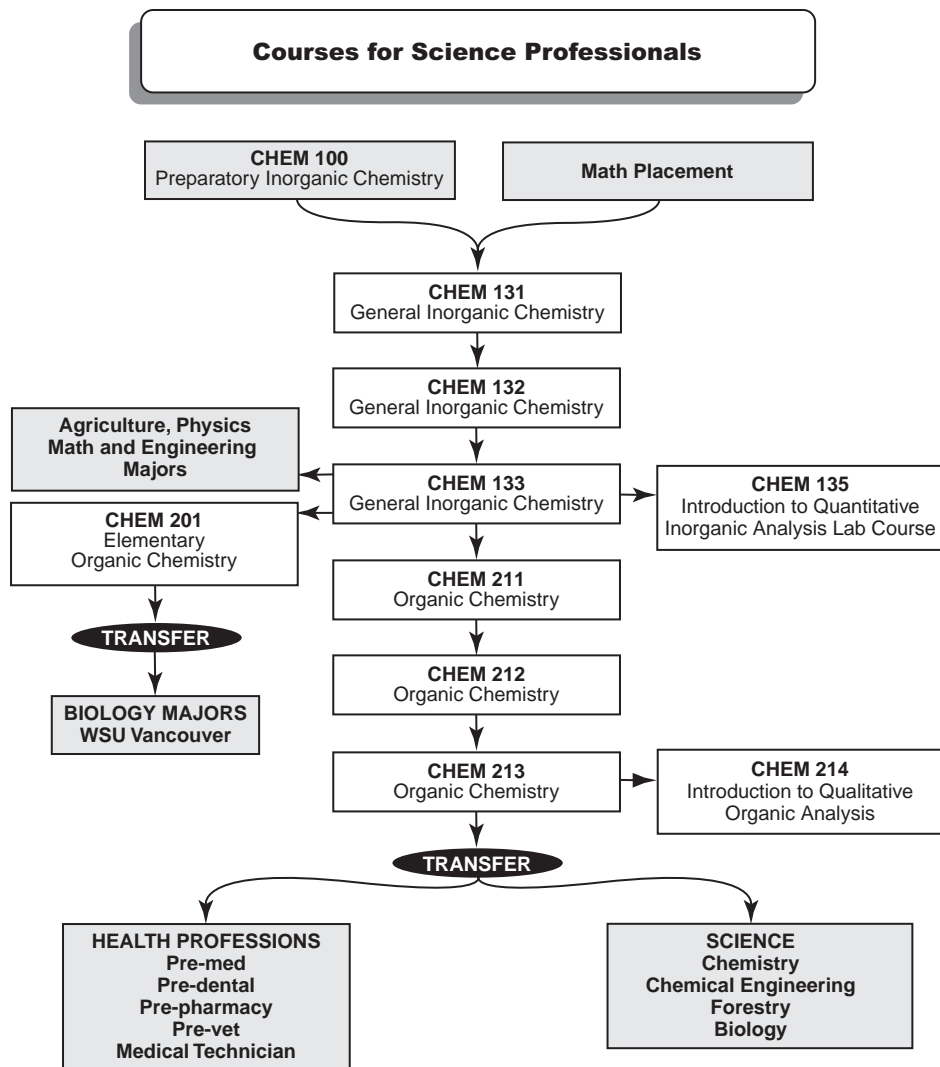 Courses for Science Professionals
CHEM 100
Preparatory Inorganic Chemistry
Math Placement
CHEM 131
General Inorganic Chemistry
CHEM 132
General Inorganic Chemistry
Agriculture, Physics
Math and Engineering
Majors
CHEM 133
General Inorganic Chemistry
CHEM 135
Introduction to Quantitative
Inorganic Analysis Lab Course
CHEM 201
Elementary
Organic Chemistry
CHEM 211
Organic Chemistry
TRANSFER
CHEM 212
Organic Chemistry
BIOLOGY MAJORS
WSU Vancouver
CHEM 213
Organic Chemistry
CHEM 214
Introduction to Qualitative
Organic Analysis
TRANSFER
HEALTH PROFESSIONS
Pre-med
Pre-dental
Pre-pharmacy
Pre-vet
Medical Technician
SCIENCE
Chemistry
Chemical Engineering
Forestry
Biology